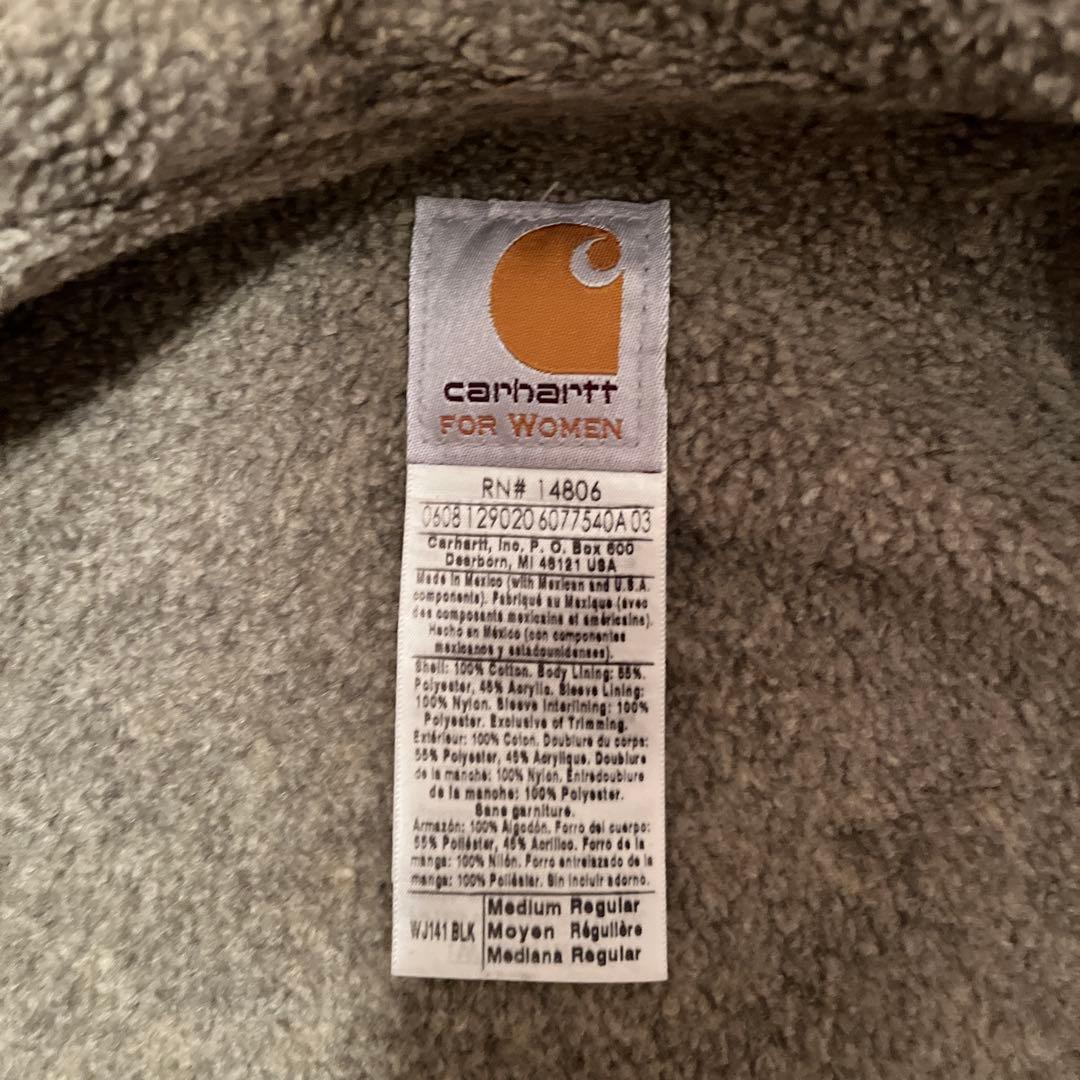 carhartt
FOR WOMEN
RN# 14806
0608129020 6077540A 03
Carhartt, Inc, P. O. Box 600
Dearborn, MI 48121 USA
Made in Mexico (with Mexican and U.S.A.
components). Fabriqué au Mexique (avec
des composants mexicains et américains).
Hecho en México (con componentes
mexicanos y estadounidenses).
Shell: 100% Cotton. Body Lining: 55%
Polyester, 45% Acrylic. Sleeve Lining:
100% Nylon. Sleeve Interlining: 100%
Polyester. Exclusive of Trimming.
Extérieur: 100% Coton. Doublure du corps:
55% Polyester, 45% Acrylique. Doublure
de la manche: 100% Nylon. Entredoublure
de la manche: 100% Polyester.
Sans garniture.
Armazón: 100% Algodón. Forro del cuerpo:
55% Poliéster, 45% Acrílico. Forro de la
manga: 100% Nilón. Forro entrelazado de la
manga: 100% Poliéster. Sin incluir adorno.
WJ141 BLK
Medium Regular
Moyen Régulière
Mediana Regular